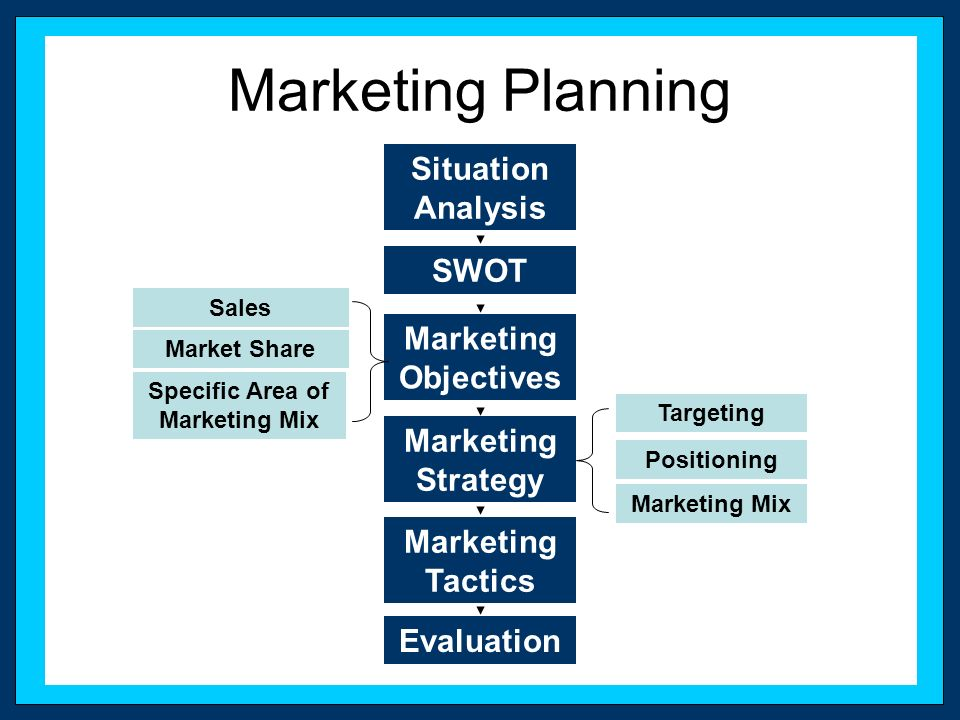 Marketing Planning
Situation
Analysis
SWOT
Sales
Market Share
Specific Area of
Marketing Mix
Marketing
Objectives
Marketing
Strategy
Targeting
Positioning
Marketing Mix
Marketing
Tactics
Evaluation